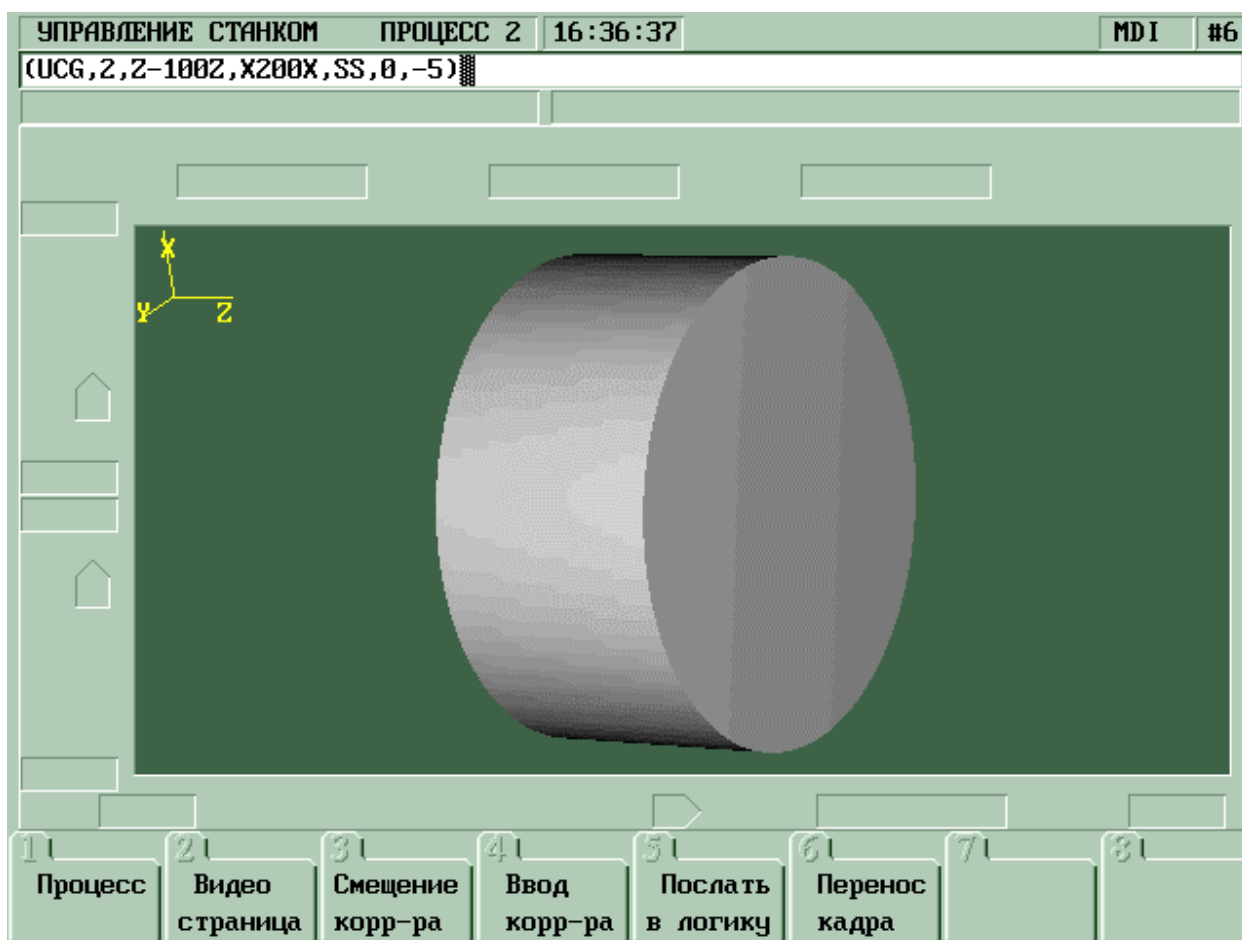 УПРАВЛЕНИЕ СТАНКОМ ПРОЦЕСС 2 16:36:37 MDI #6
(UCG,2,Z-100Z,X200X,SS,0,-5)
X
Y Z
1 2 3 4 5 6 7 8
Процесс Видео Смещение Ввод Послать Перенос
страница корр-ра корр-ра в логику кадра